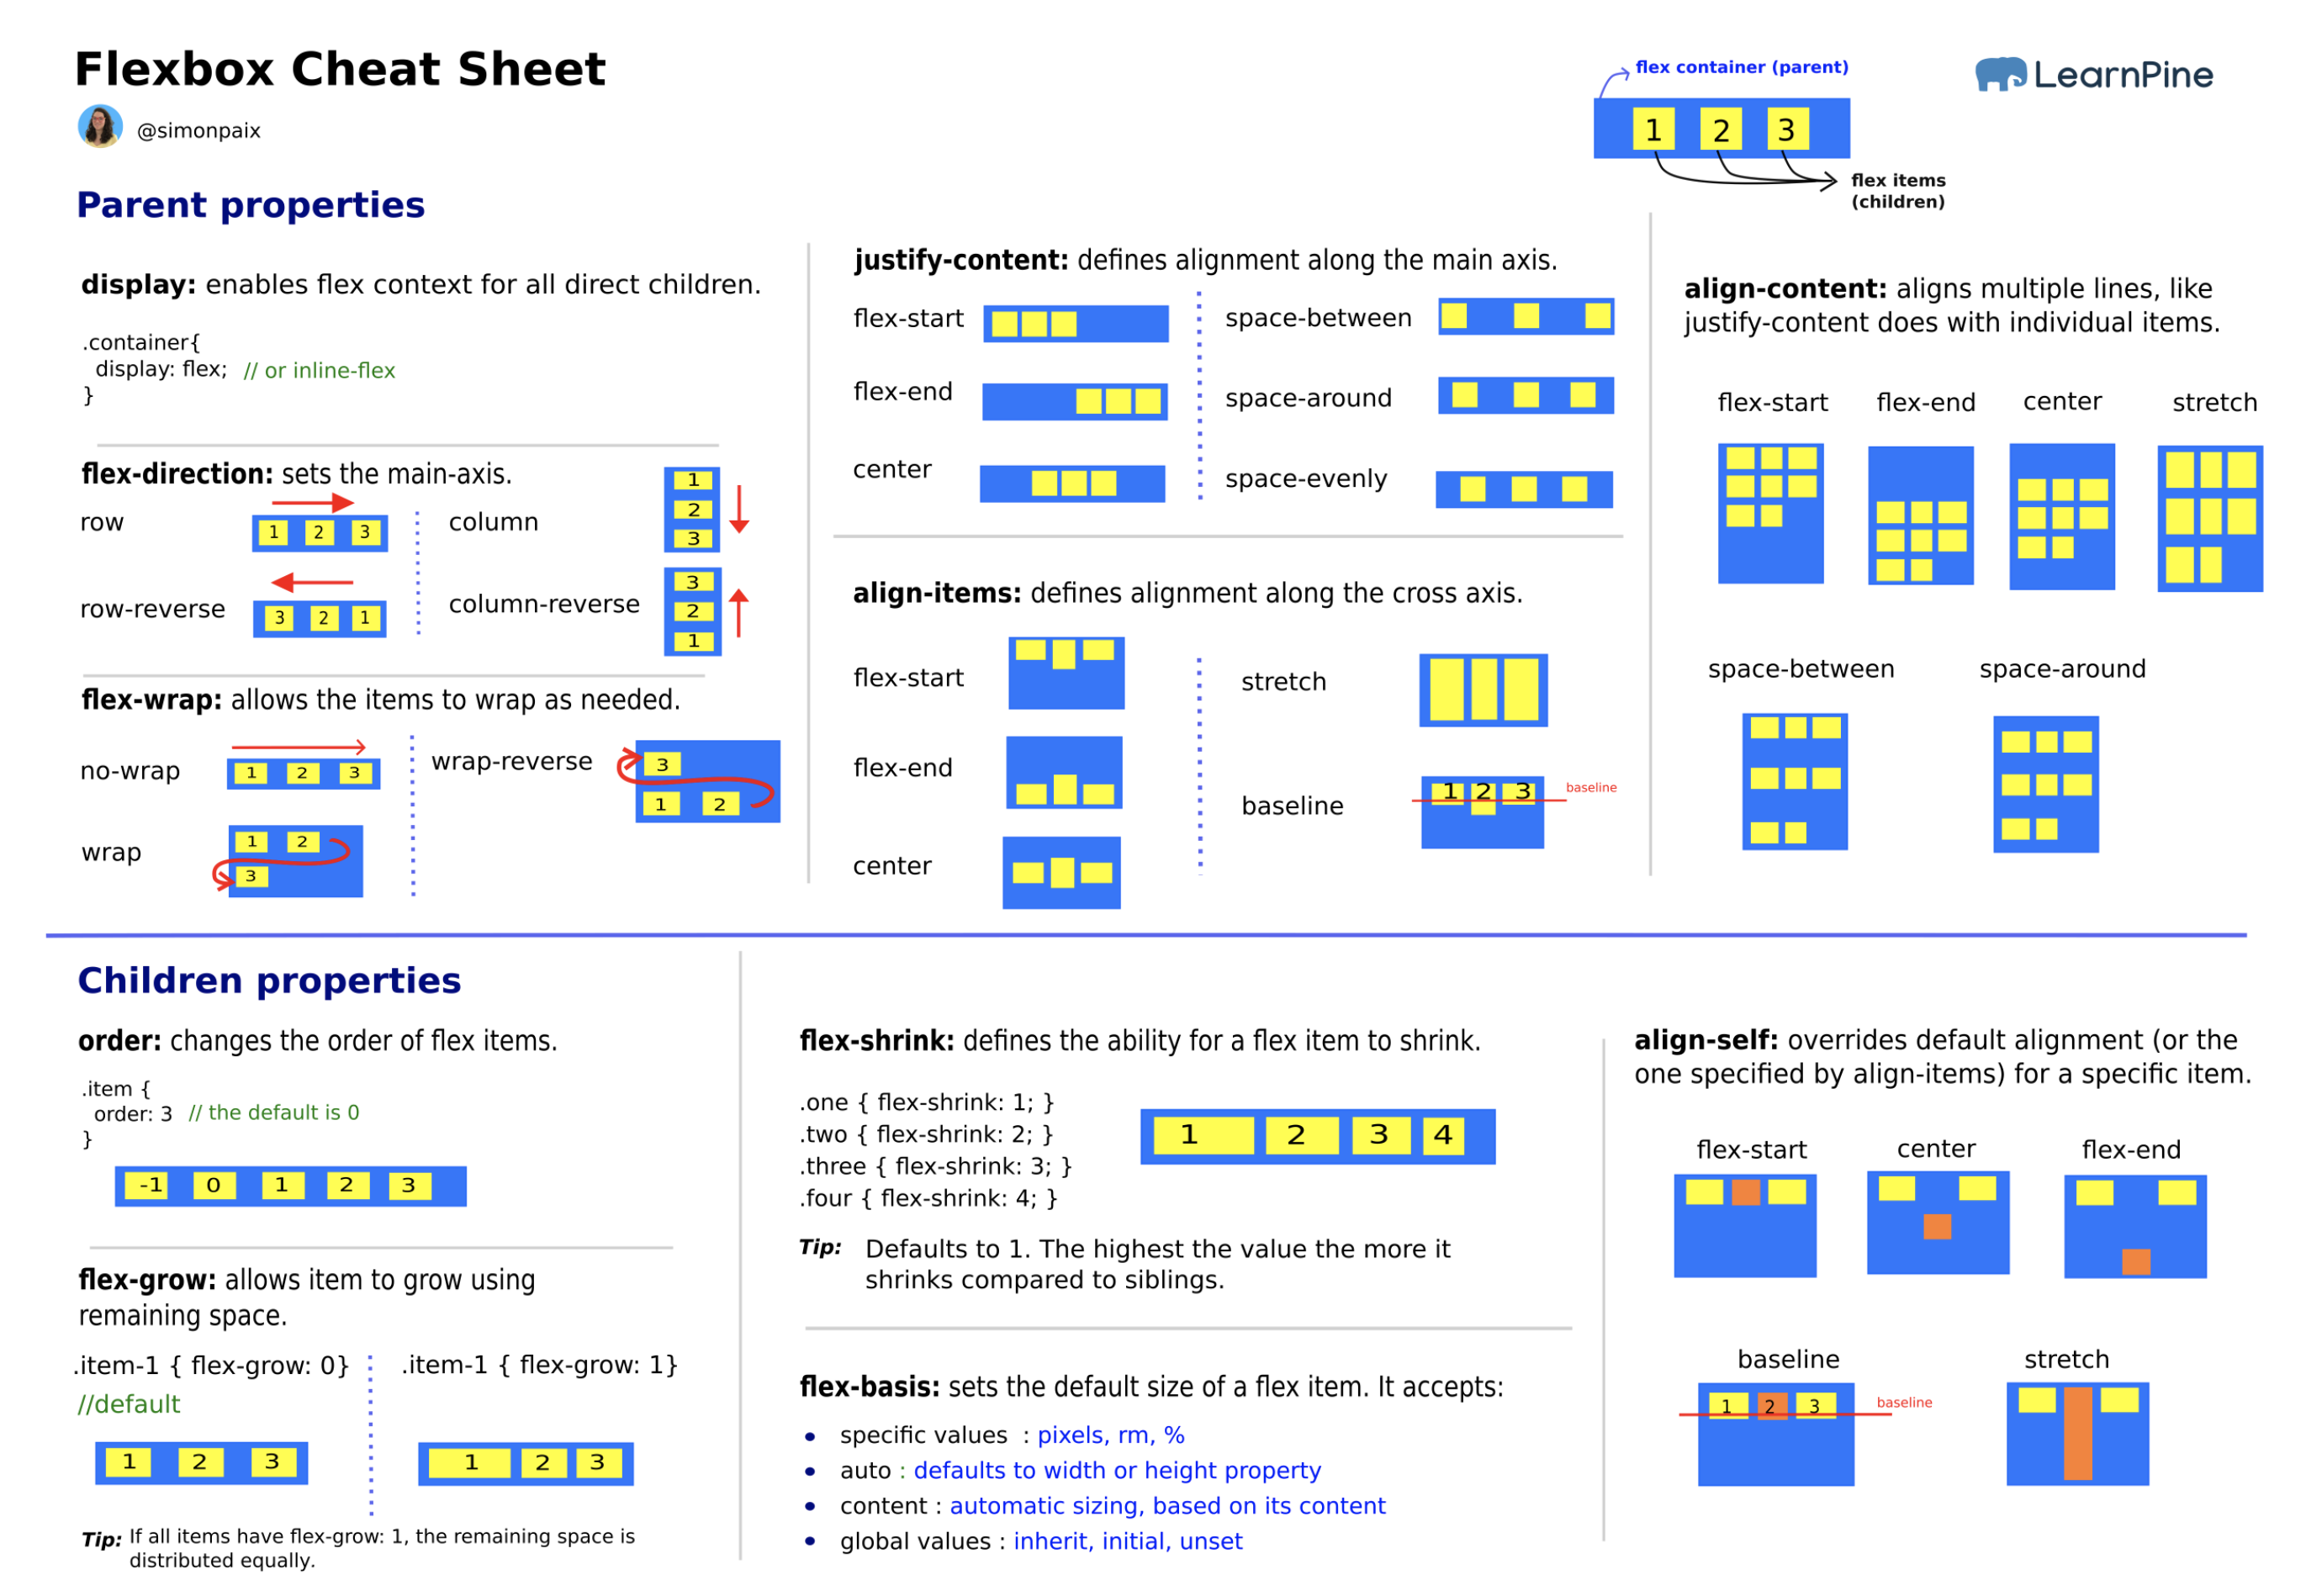 Flexbox Cheat Sheet
@simonpaix
flex container (parent)
1 2 3
flex items
(children)
LearnPine
Parent properties
display: enables flex context for all direct children.
.container{
display: flex; // or inline-flex
}
flex-direction: sets the main-axis.
row
1 2 3
row-reverse
3 2 1
column
1
2
3
column-reverse
3
2
1
flex-wrap: allows the items to wrap as needed.
no-wrap
1 2 3
wrap
1 2
3
wrap-reverse
3
1 2
justify-content: defines alignment along the main axis.
flex-start
flex-end
center
space-between
space-around
space-evenly
align-items: defines alignment along the cross axis.
flex-start
flex-end
center
stretch
baseline
1 2 3
baseline
align-content: aligns multiple lines, like
justify-content does with individual items.
flex-start flex-end center stretch
space-between space-around
Children properties
order: changes the order of flex items.
.item {
order: 3 // the default is 0
}
-1 0 1 2 3
flex-grow: allows item to grow using
remaining space.
.item-1 { flex-grow: 0}
//default
1 2 3
.item-1 { flex-grow: 1}
1 2 3
Tip: If all items have flex-grow: 1, the remaining space is
distributed equally.
flex-shrink: defines the ability for a flex item to shrink.
.one { flex-shrink: 1; }
.two { flex-shrink: 2; }
.three { flex-shrink: 3; }
.four { flex-shrink: 4; }
1 2 3 4
Tip: Defaults to 1. The highest the value the more it
shrinks compared to siblings.
flex-basis: sets the default size of a flex item. It accepts:
• specific values : pixels, rm, %
• auto : defaults to width or height property
• content : automatic sizing, based on its content
• global values : inherit, initial, unset
align-self: overrides default alignment (or the
one specified by align-items) for a specific item.
flex-start center flex-end
baseline stretch
1 2 3
baseline